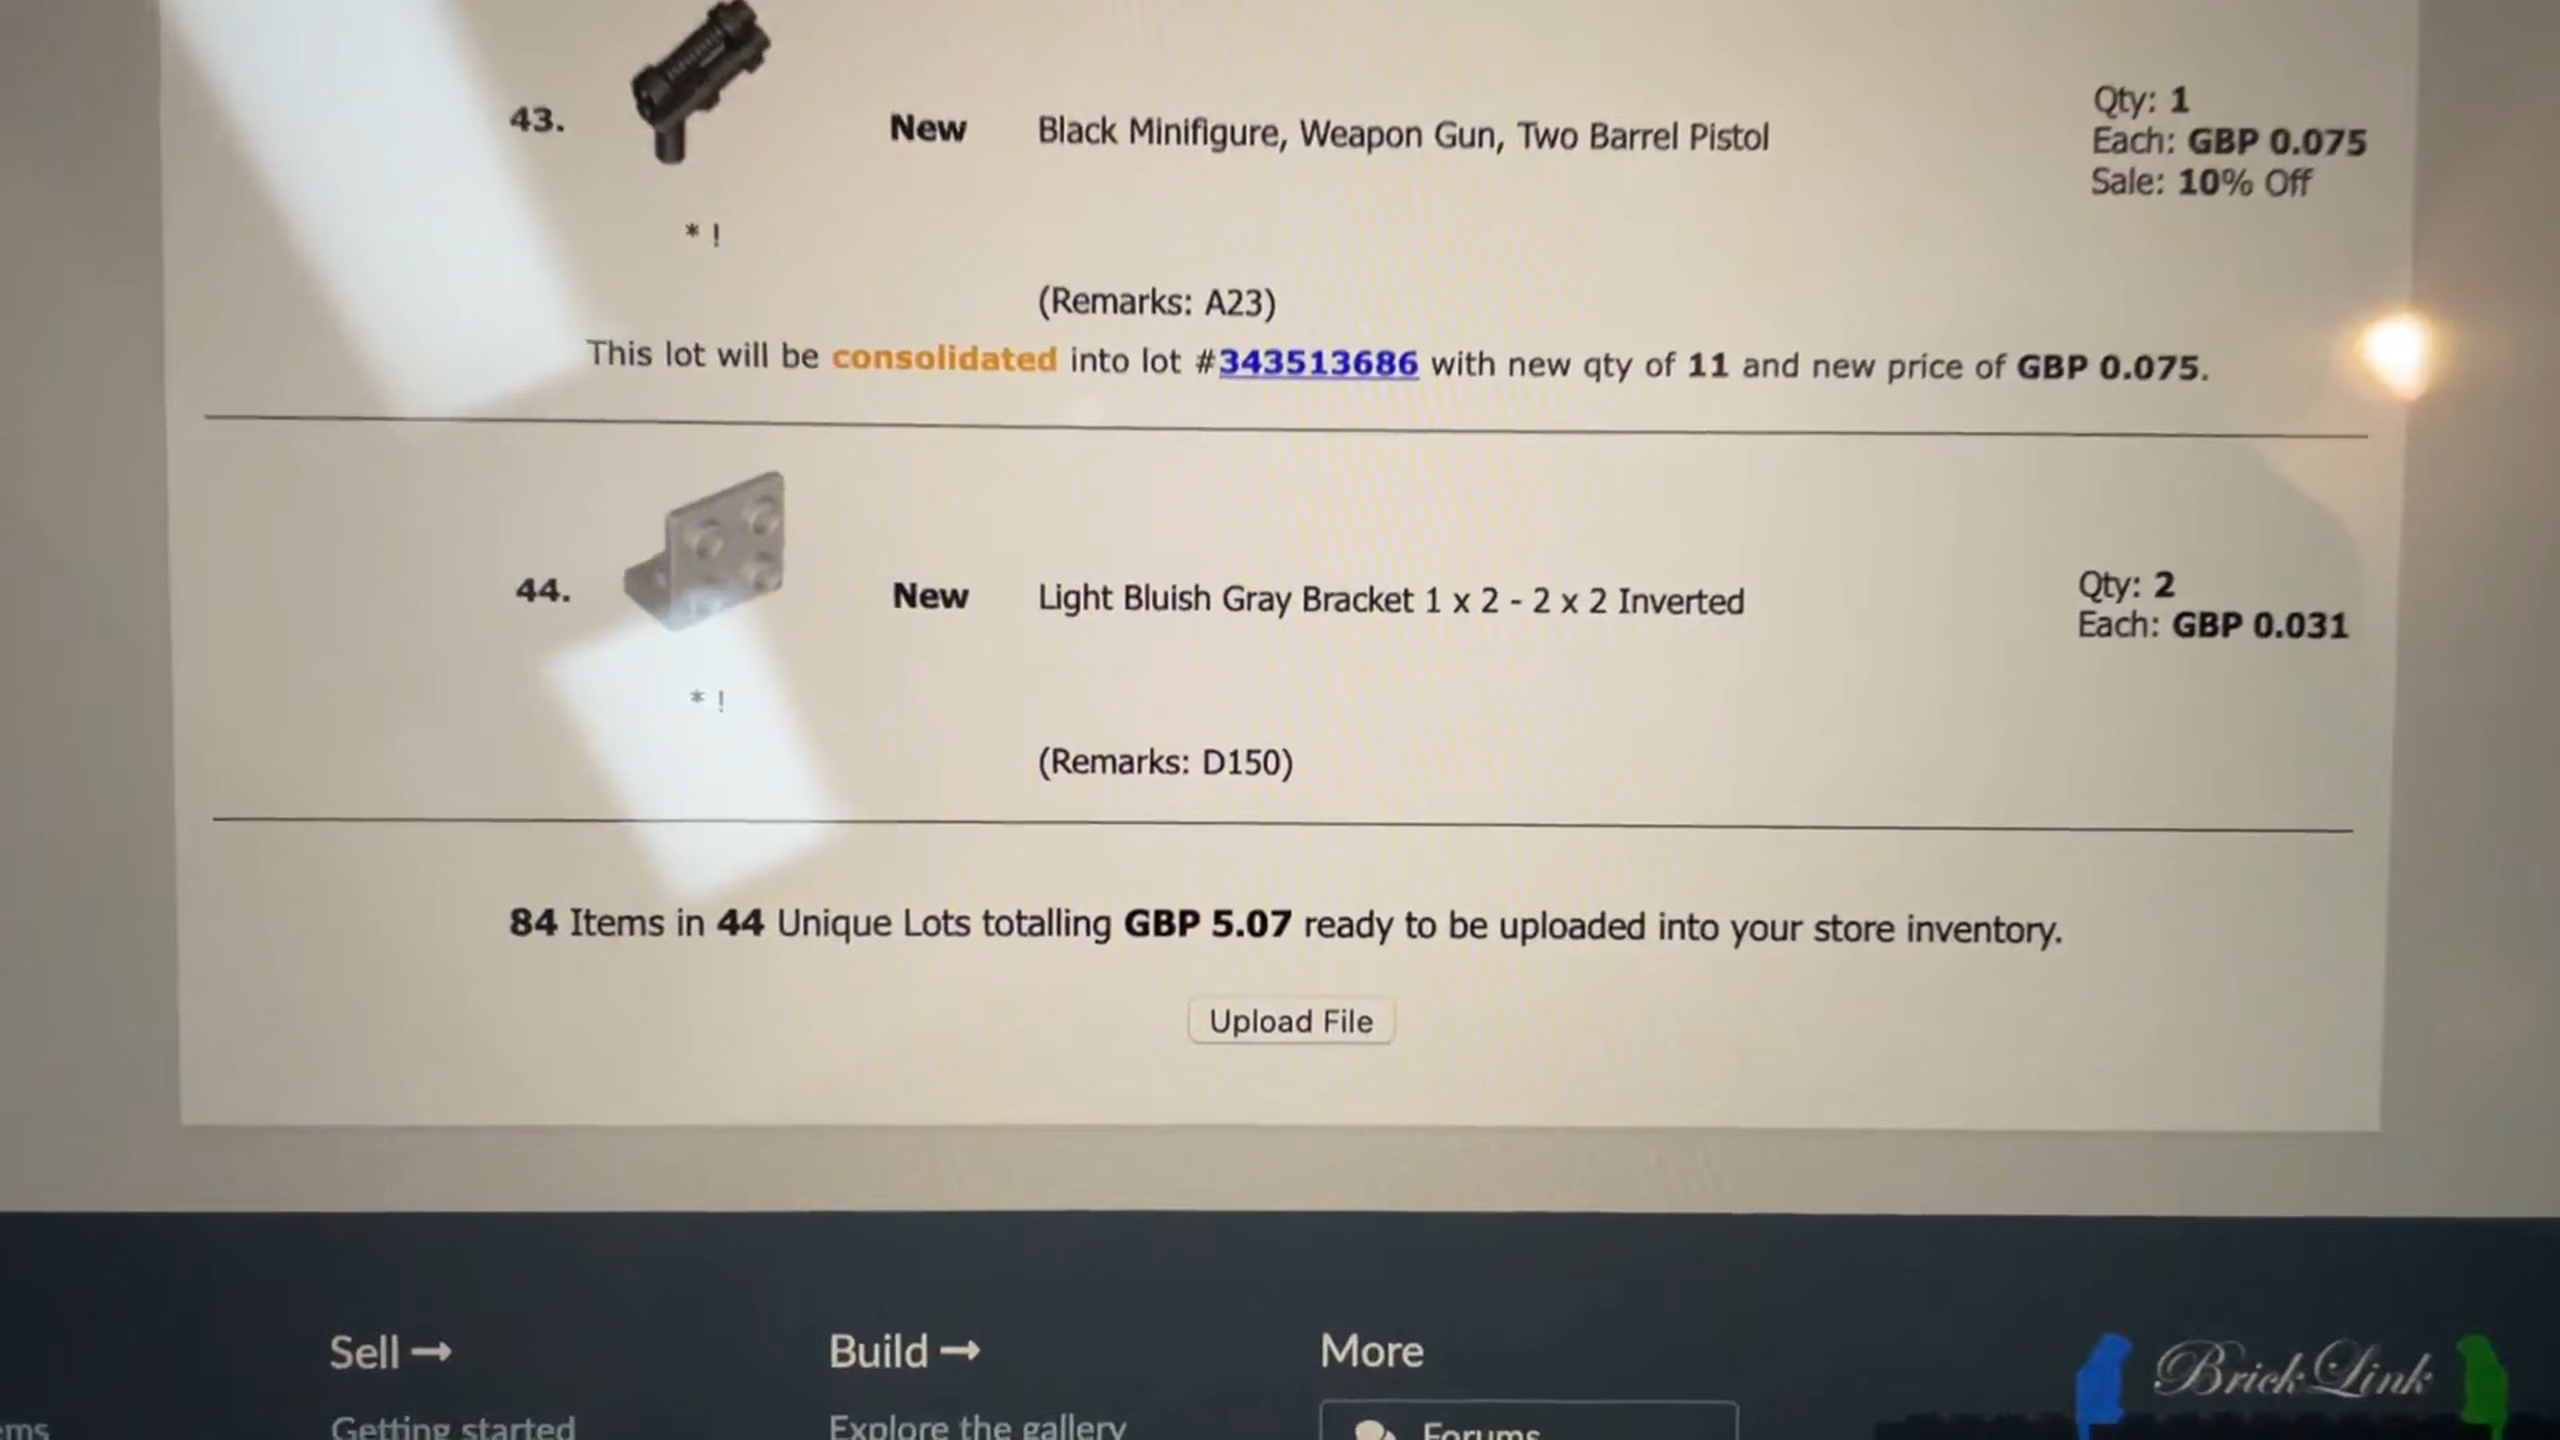 43.
New
Black Minifigure, Weapon Gun, Two Barrel Pistol
Qty: 1
Each: GBP 0.075
Sale: 10% Off
* !
(Remarks: A23)
This lot will be consolidated into lot #343513686 with new qty of 11 and new price of GBP 0.075.
44.
New
Light Bluish Gray Bracket 1 x 2 - 2 x 2 Inverted
Qty: 2
Each: GBP 0.031
* !
(Remarks: D150)
84 Items in 44 Unique Lots totalling GBP 5.07 ready to be uploaded into your store inventory.
Upload File
Sell →
Build →
More
BrickLink
Getting started
Explore the gallery
Forums